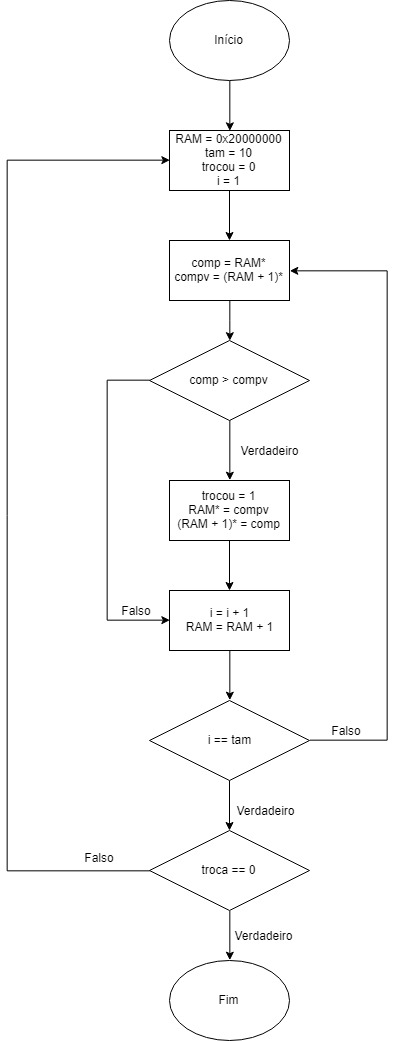 Início
RAM = 0x20000000
tam = 10
trocou = 0
i = 1
comp = RAM*
compv = (RAM + 1)*
comp > compv
Verdadeiro
trocou = 1
RAM* = compv
(RAM + 1)* = comp
Falso
i = i + 1
RAM = RAM + 1
i == tam
Falso
Verdadeiro
troca == 0
Falso
Verdadeiro
Fim